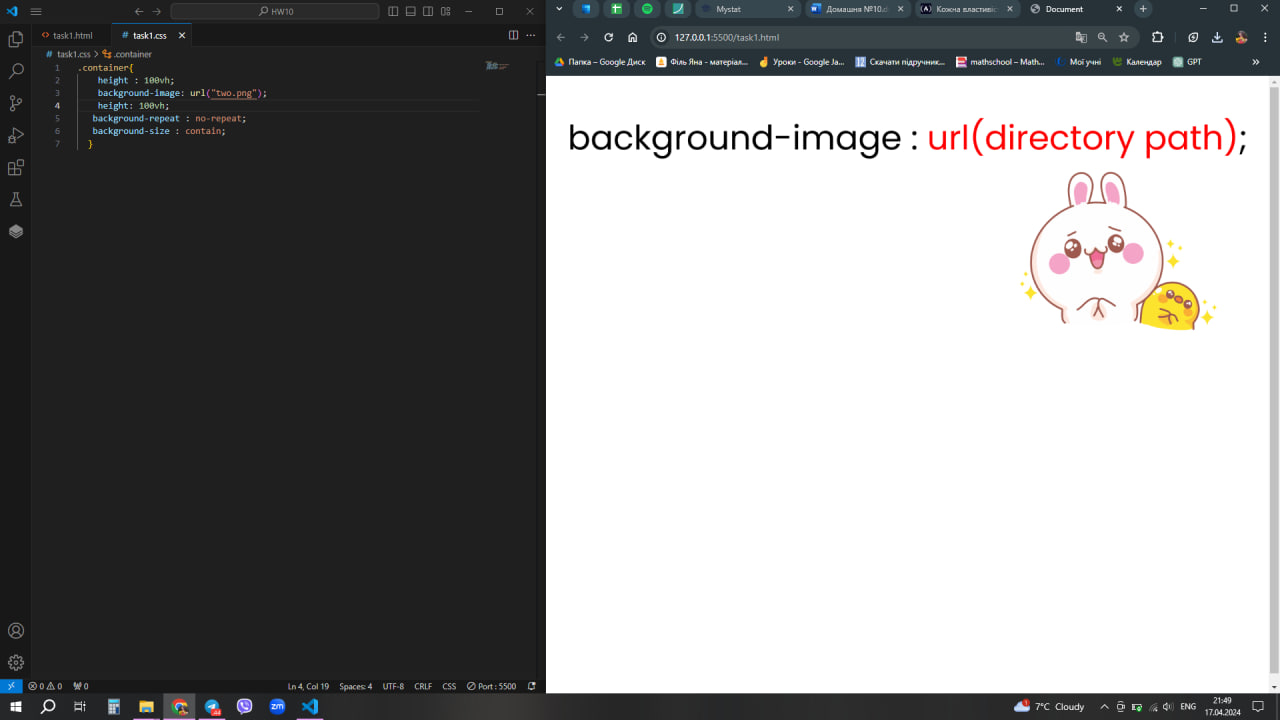 HW10
Mystat
Домашня №10.d
Кожна властивіс
Document
task1.html
task1.css
127.0.0.1:5500/task1.html
task1.css > .container
Папка – Google Диск
Філь Яна - матеріал...
Уроки - Google Ja...
Скачати підручник...
mathschool – Math...
Мої учні
Календар
GPT
1 .container{
2 height : 100vh;
3 background-image: url("two.png");
4 height: 100vh;
5 background-repeat : no-repeat;
6 background-size : contain;
7 }
background-image : url(directory path);
0 0 0
Ln 4, Col 19 Spaces: 4 UTF-8 CRLF CSS Port : 5500
7°C Cloudy
ENG
21:49
17.04.2024